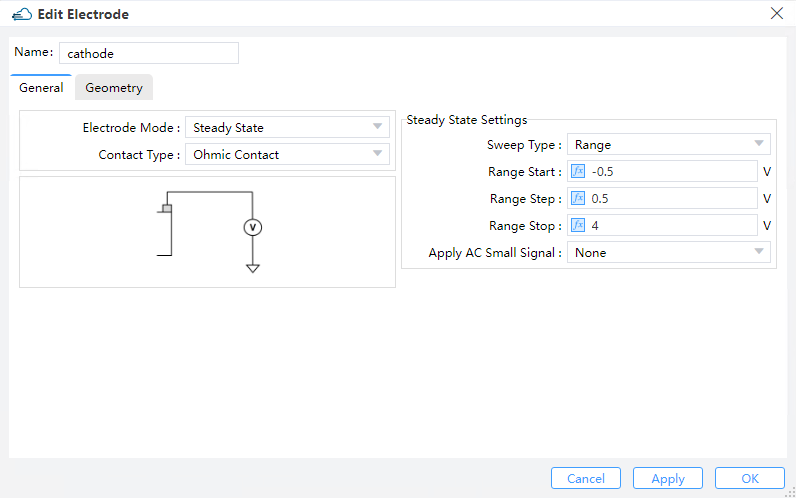 Edit Electrode
Name: cathode
General Geometry
Electrode Mode : Steady State
Contact Type : Ohmic Contact
V
Steady State Settings
Sweep Type : Range
Range Start : fx -0.5 V
Range Step : fx 0.5 V
Range Stop : fx 4 V
Apply AC Small Signal : None
Cancel Apply OK